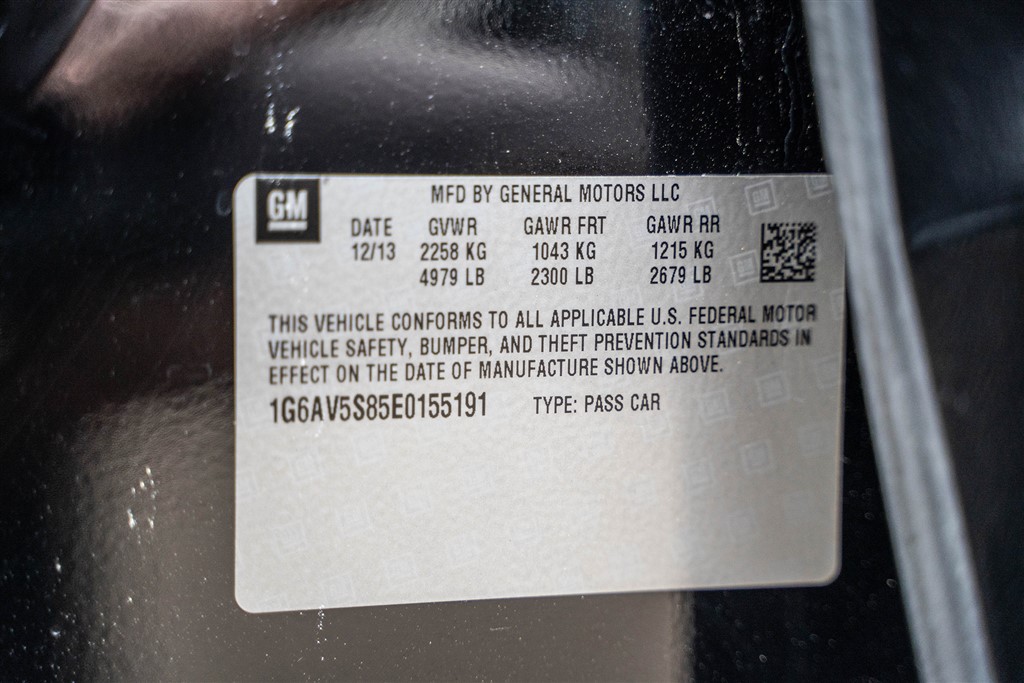 GM
MFD BY GENERAL MOTORS LLC
DATE GVWR GAWR FRT GAWR RR
12/13 2258 KG 1043 KG 1215 KG
4979 LB 2300 LB 2679 LB
THIS VEHICLE CONFORMS TO ALL APPLICABLE U.S. FEDERAL MOTOR
VEHICLE SAFETY, BUMPER, AND THEFT PREVENTION STANDARDS IN
EFFECT ON THE DATE OF MANUFACTURE SHOWN ABOVE.
1G6AV5S85E0155191 TYPE: PASS CAR